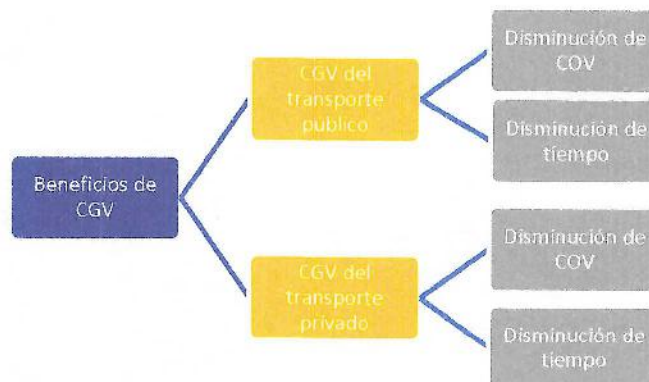 Beneficios de
CGV
CGV del
transporte
público
Disminución de
COV
Disminución de
tiempo
CGV del
transporte
privado
Disminución de
COV
Disminución de
tiempo